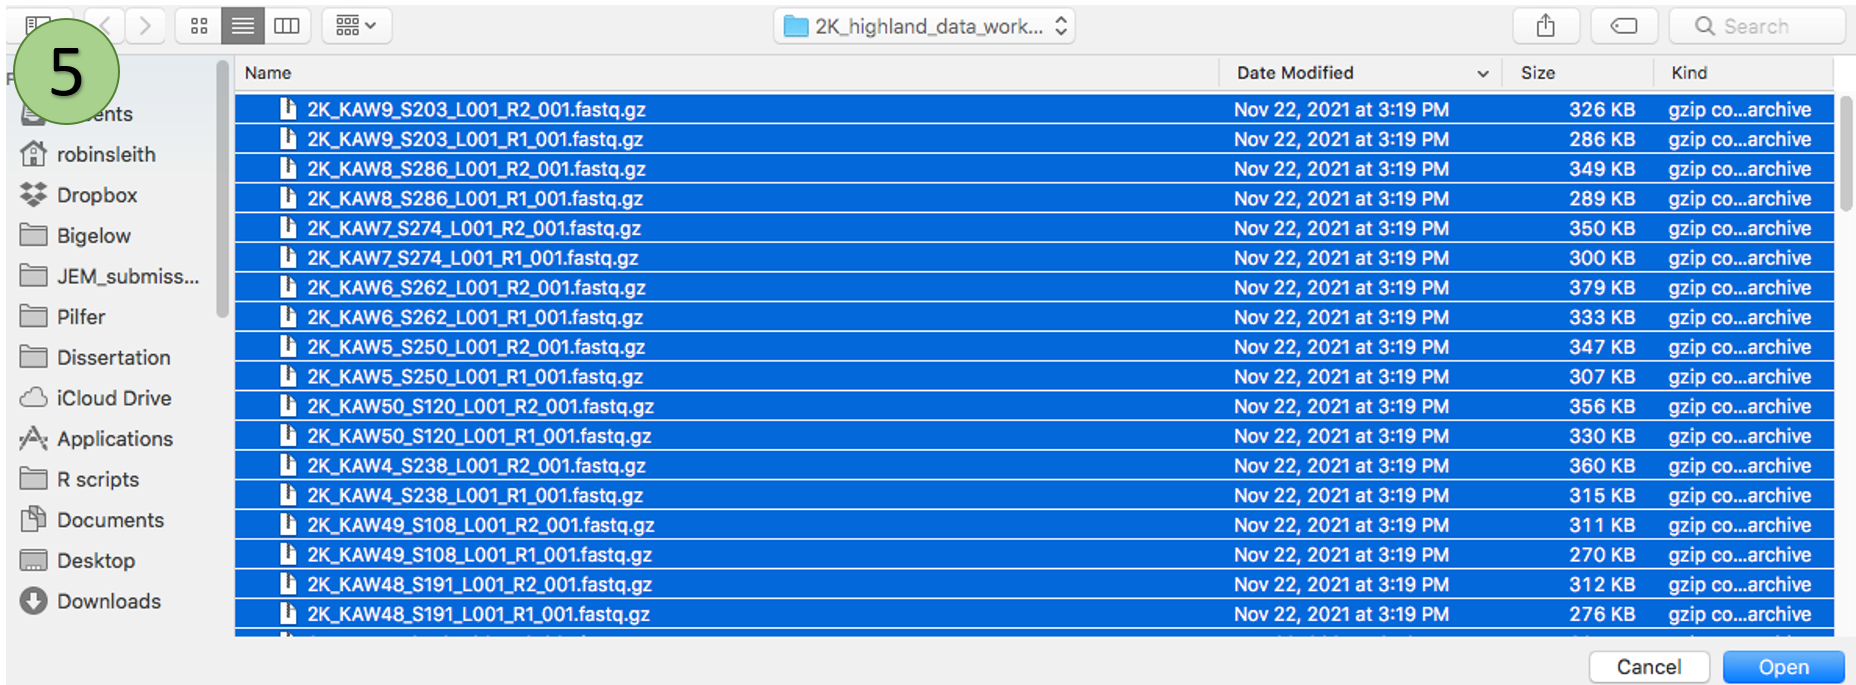 5
2K_highland_data_work...
Search
Name Date Modified Size Kind
ents
robinsleith
Dropbox
Bigelow
JEM_submiss...
Pilfer
Dissertation
iCloud Drive
Applications
R scripts
Documents
Desktop
Downloads
2K_KAW9_S203_L001_R2_001.fastq.gz Nov 22, 2021 at 3:19 PM 326 KB gzip co...archive
2K_KAW9_S203_L001_R1_001.fastq.gz Nov 22, 2021 at 3:19 PM 286 KB gzip co...archive
2K_KAW8_S286_L001_R2_001.fastq.gz Nov 22, 2021 at 3:19 PM 349 KB gzip co...archive
2K_KAW8_S286_L001_R1_001.fastq.gz Nov 22, 2021 at 3:19 PM 289 KB gzip co...archive
2K_KAW7_S274_L001_R2_001.fastq.gz Nov 22, 2021 at 3:19 PM 350 KB gzip co...archive
2K_KAW7_S274_L001_R1_001.fastq.gz Nov 22, 2021 at 3:19 PM 300 KB gzip co...archive
2K_KAW6_S262_L001_R2_001.fastq.gz Nov 22, 2021 at 3:19 PM 379 KB gzip co...archive
2K_KAW6_S262_L001_R1_001.fastq.gz Nov 22, 2021 at 3:19 PM 333 KB gzip co...archive
2K_KAW5_S250_L001_R2_001.fastq.gz Nov 22, 2021 at 3:19 PM 347 KB gzip co...archive
2K_KAW5_S250_L001_R1_001.fastq.gz Nov 22, 2021 at 3:19 PM 307 KB gzip co...archive
2K_KAW50_S120_L001_R2_001.fastq.gz Nov 22, 2021 at 3:19 PM 356 KB gzip co...archive
2K_KAW50_S120_L001_R1_001.fastq.gz Nov 22, 2021 at 3:19 PM 330 KB gzip co...archive
2K_KAW4_S238_L001_R2_001.fastq.gz Nov 22, 2021 at 3:19 PM 360 KB gzip co...archive
2K_KAW4_S238_L001_R1_001.fastq.gz Nov 22, 2021 at 3:19 PM 315 KB gzip co...archive
2K_KAW49_S108_L001_R2_001.fastq.gz Nov 22, 2021 at 3:19 PM 311 KB gzip co...archive
2K_KAW49_S108_L001_R1_001.fastq.gz Nov 22, 2021 at 3:19 PM 270 KB gzip co...archive
2K_KAW48_S191_L001_R2_001.fastq.gz Nov 22, 2021 at 3:19 PM 312 KB gzip co...archive
2K_KAW48_S191_L001_R1_001.fastq.gz Nov 22, 2021 at 3:19 PM 276 KB gzip co...archive
Cancel Open